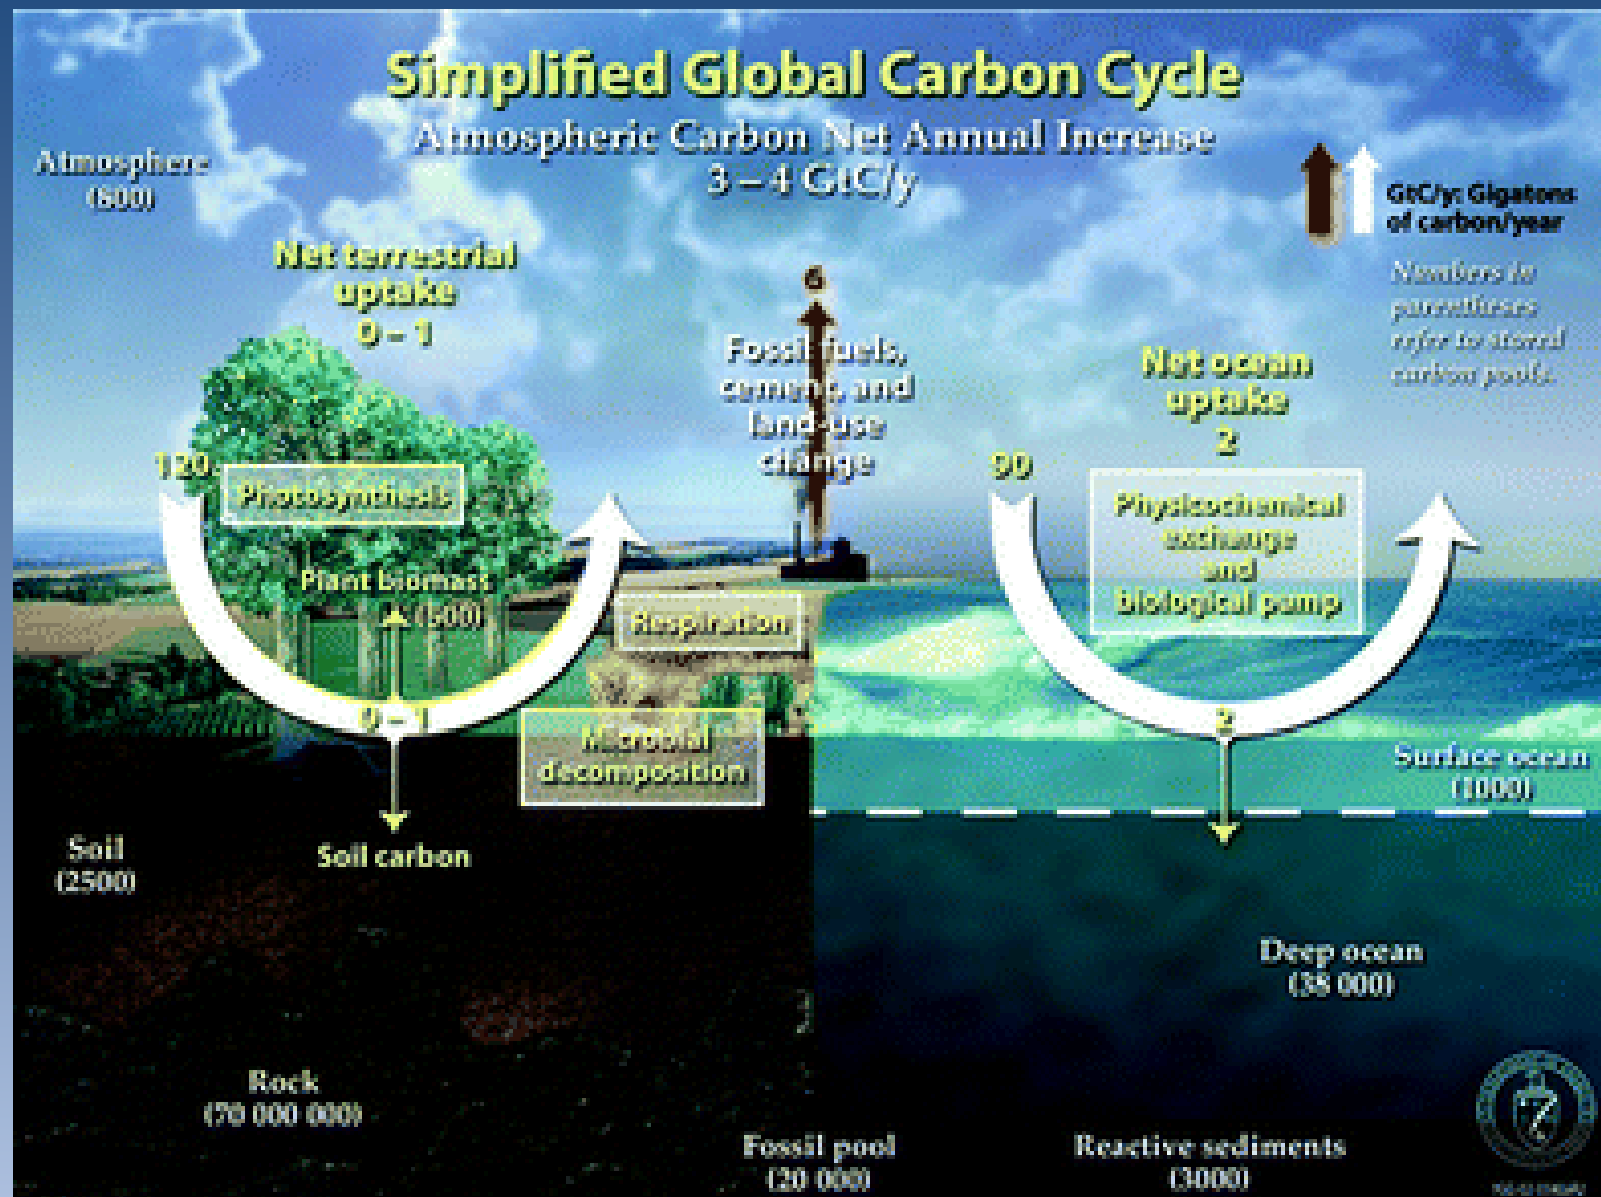 Simplified Global Carbon Cycle
Atmospheric Carbon Net Annual Increase
3 – 4 GtC/y
Atmosphere
(800)
GtC/y: Gigatons
of carbon/year
Numbers in
parentheses
refer to stored
carbon pools.
Net terrestrial
uptake
0 – 1
6
Fossil fuels,
cement, and
land-use
change
Net ocean
uptake
2
120
Photosynthesis
90
Physicochemical
exchange
and
biological pump
Plant biomass
(500)
Respiration
0 – 1
Microbial
decomposition
2
Surface ocean
(1000)
Soil
(2500)
Soil carbon
Deep ocean
(38 000)
Rock
(70 000 000)
Fossil pool
(20 000)
Reactive sediments
(3000)